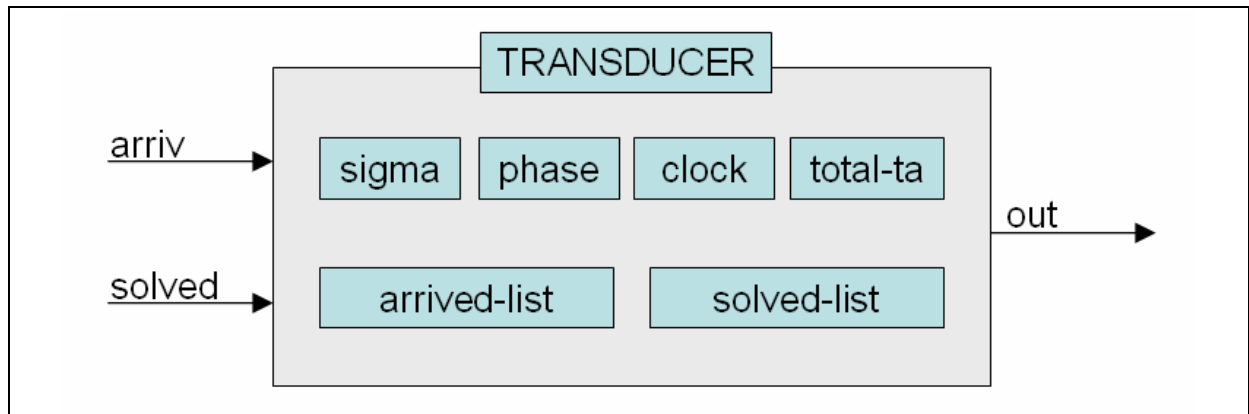 TRANSDUCER
arriv
sigma
phase
clock
total-ta
out
solved
arrived-list
solved-list